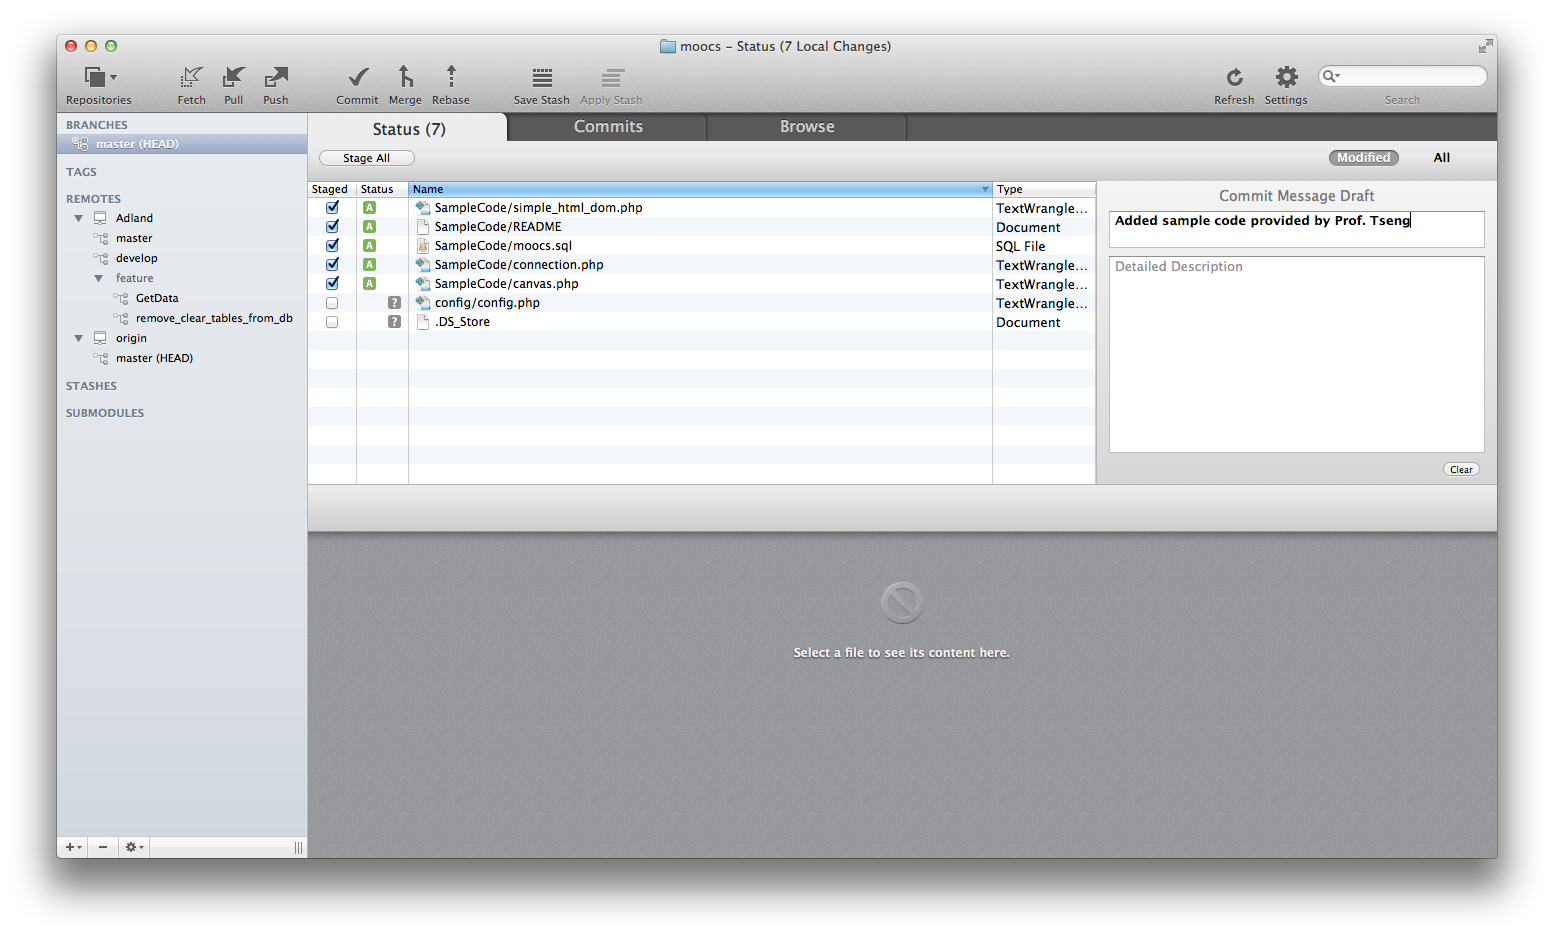 moocs – Status (7 Local Changes)
Repositories Fetch Pull Push Commit Merge Rebase Save Stash Apply Stash Refresh Settings Search
BRANCHES
master (HEAD)
TAGS
REMOTES
Adland
master
develop
feature
GetData
remove_clear_tables_from_db
origin
master (HEAD)
STASHES
SUBMODULES
Status (7) Commits Browse
Stage All Modified All
Staged Status Name Type
A SampleCode/simple_html_dom.php TextWrangle...
A SampleCode/README Document
A SampleCode/moocs.sql SQL File
A SampleCode/connection.php TextWrangle...
A SampleCode/canvas.php TextWrangle...
? config/config.php TextWrangle...
? .DS_Store Document
Commit Message Draft
Added sample code provided by Prof. Tseng
Detailed Description
Clear
Select a file to see its content here.